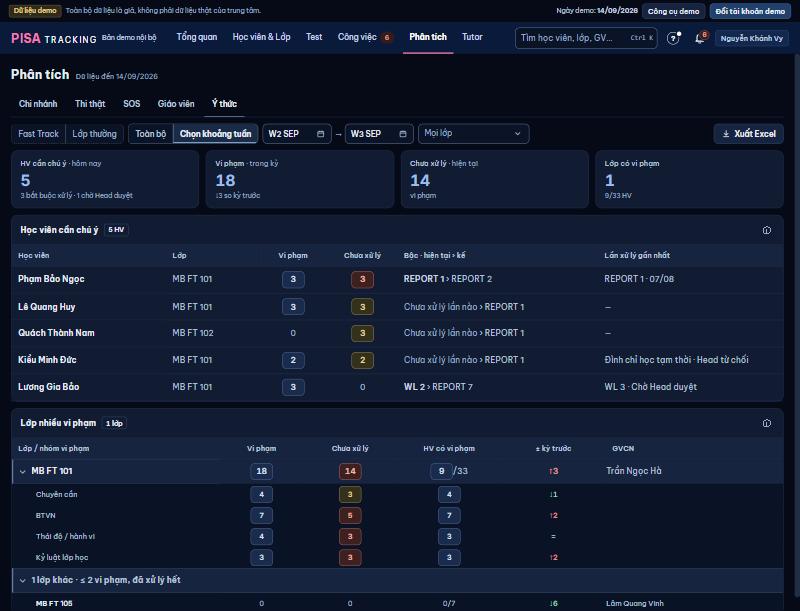 Dữ liệu demo Toàn bộ dữ liệu là giả, không phải dữ liệu thật của trung tâm. Ngày demo: 14/09/2026 Công cụ demo Đổi tài khoản demo
PISA TRACKING Bản demo nội bộ Tổng quan Học viên & Lớp Test Công việc 6 Phân tích Tutor Tìm học viên, lớp, GV... Ctrl K ? 6 Nguyễn Khánh Vy
Phân tích Dữ liệu đến 14/09/2026
Chi nhánh Thi thật SOS Giáo viên Ý thức
Fast Track Lớp thường Toàn bộ Chọn khoảng tuần W2 SEP → W3 SEP Mọi lớp Xuất Excel
HV cần chú ý · hôm nay Vi phạm · trong kỳ Chưa xử lý · hiện tại Lớp có vi phạm
5 18 14 1
3 bắt buộc xử lý · 1 chờ Head duyệt ↓3 so kỳ trước vi phạm 9/33 HV
Học viên cần chú ý 5 HV
Học viên Lớp Vi phạm Chưa xử lý Bậc · hiện tại › kế Lần xử lý gần nhất
Phạm Bảo Ngọc MB FT 101 3 3 REPORT 1 › REPORT 2 REPORT 1 · 07/08
Lê Quang Huy MB FT 101 3 3 Chưa xử lý lần nào › REPORT 1 –
Quách Thành Nam MB FT 102 0 3 Chưa xử lý lần nào › REPORT 1 –
Kiều Minh Đức MB FT 101 2 2 Chưa xử lý lần nào › REPORT 1 Đình chỉ học tạm thời · Head từ chối
Lương Gia Bảo MB FT 101 3 0 WL 2 › REPORT 7 WL 3 · Chờ Head duyệt
Lớp nhiều vi phạm 1 lớp
Lớp / nhóm vi phạm Vi phạm Chưa xử lý HV có vi phạm ± kỳ trước GVCN
MB FT 101 18 14 9 /33 ↑3 Trần Ngọc Hà
Chuyên cần 4 3 4 ↓1
BTVN 7 5 7 ↑2
Thái độ / hành vi 4 3 3 =
Kỷ luật lớp học 3 3 3 ↑2
1 lớp khác · ≤ 2 vi phạm, đã xử lý hết
MB FT 105 0 0 0/7 ↓6 Lâm Quang Vinh